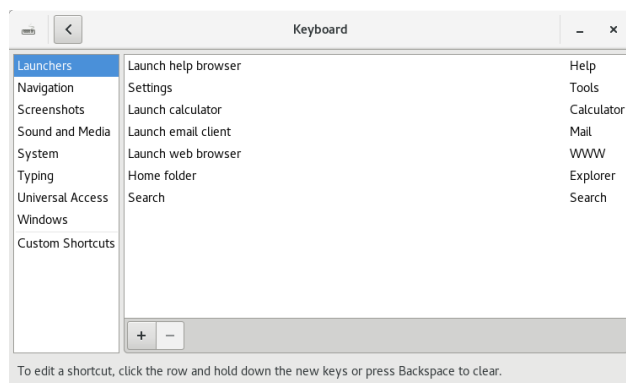 Keyboard
Launchers
Navigation
Screenshots
Sound and Media
System
Typing
Universal Access
Windows
Custom Shortcuts
Launch help browser Help
Settings Tools
Launch calculator Calculator
Launch email client Mail
Launch web browser WWW
Home folder Explorer
Search Search
To edit a shortcut, click the row and hold down the new keys or press Backspace to clear.